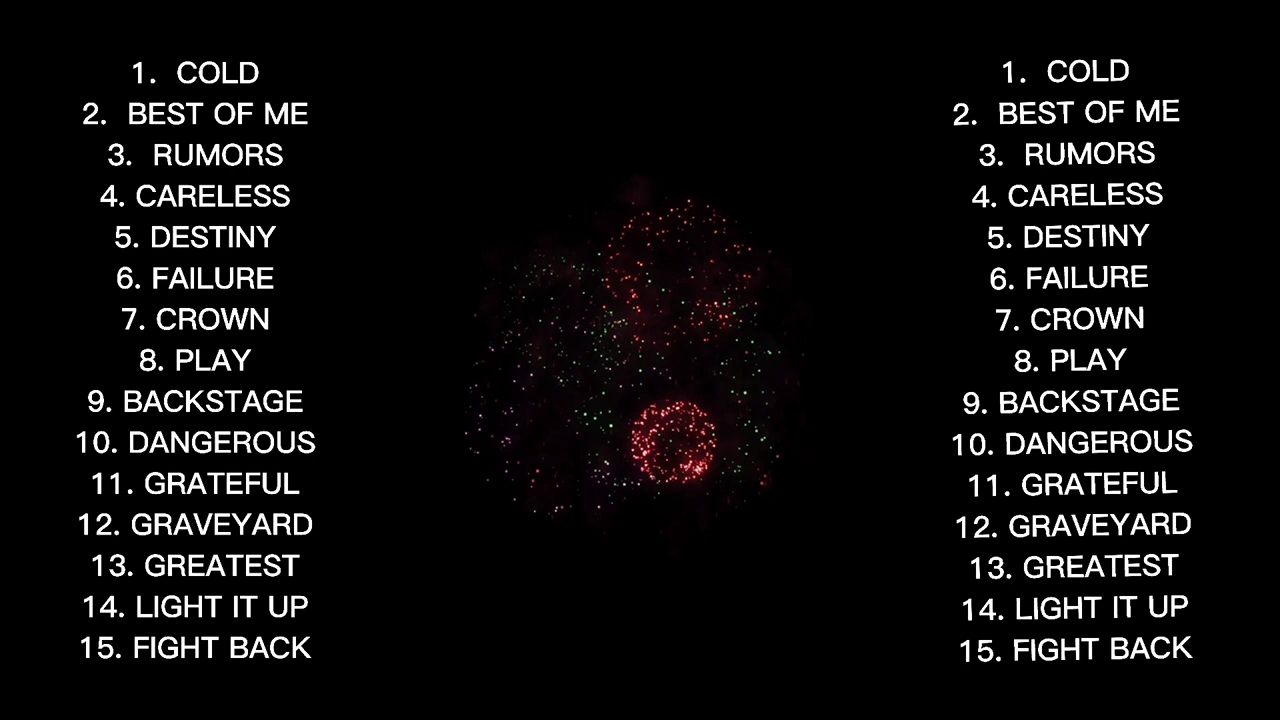 1. COLD
2. BEST OF ME
3. RUMORS
4. CARELESS
5. DESTINY
6. FAILURE
7. CROWN
8. PLAY
9. BACKSTAGE
10. DANGEROUS
11. GRATEFUL
12. GRAVEYARD
13. GREATEST
14. LIGHT IT UP
15. FIGHT BACK
1. COLD
2. BEST OF ME
3. RUMORS
4. CARELESS
5. DESTINY
6. FAILURE
7. CROWN
8. PLAY
9. BACKSTAGE
10. DANGEROUS
11. GRATEFUL
12. GRAVEYARD
13. GREATEST
14. LIGHT IT UP
15. FIGHT BACK